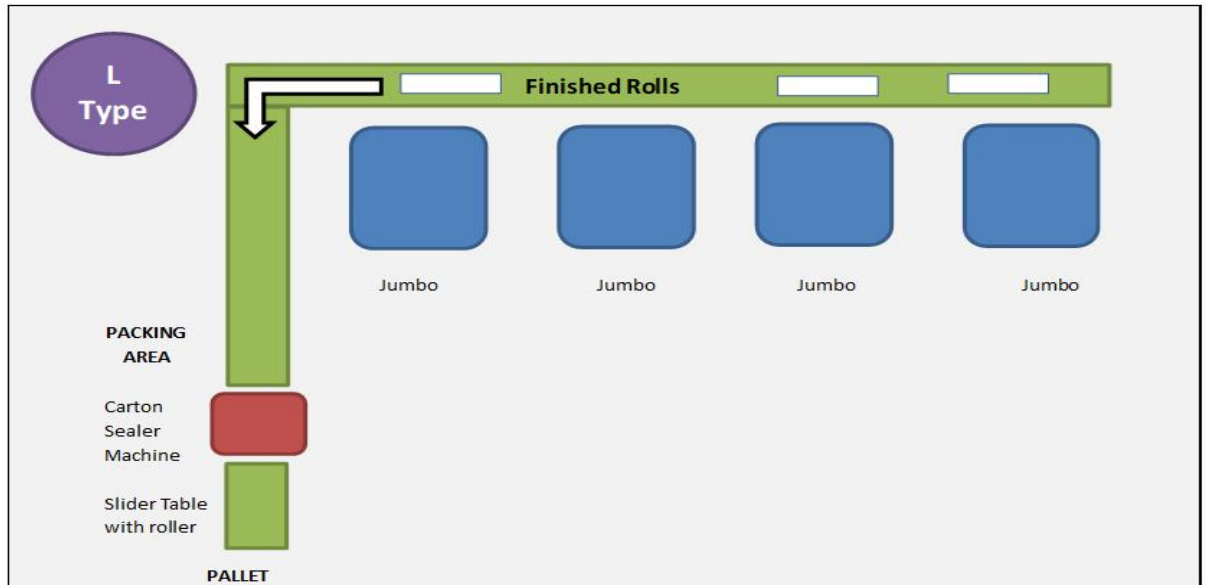 L
Type
Finished Rolls
Jumbo
Jumbo
Jumbo
Jumbo
PACKING
AREA
Carton
Sealer
Machine
Slider Table
with roller
PALLET